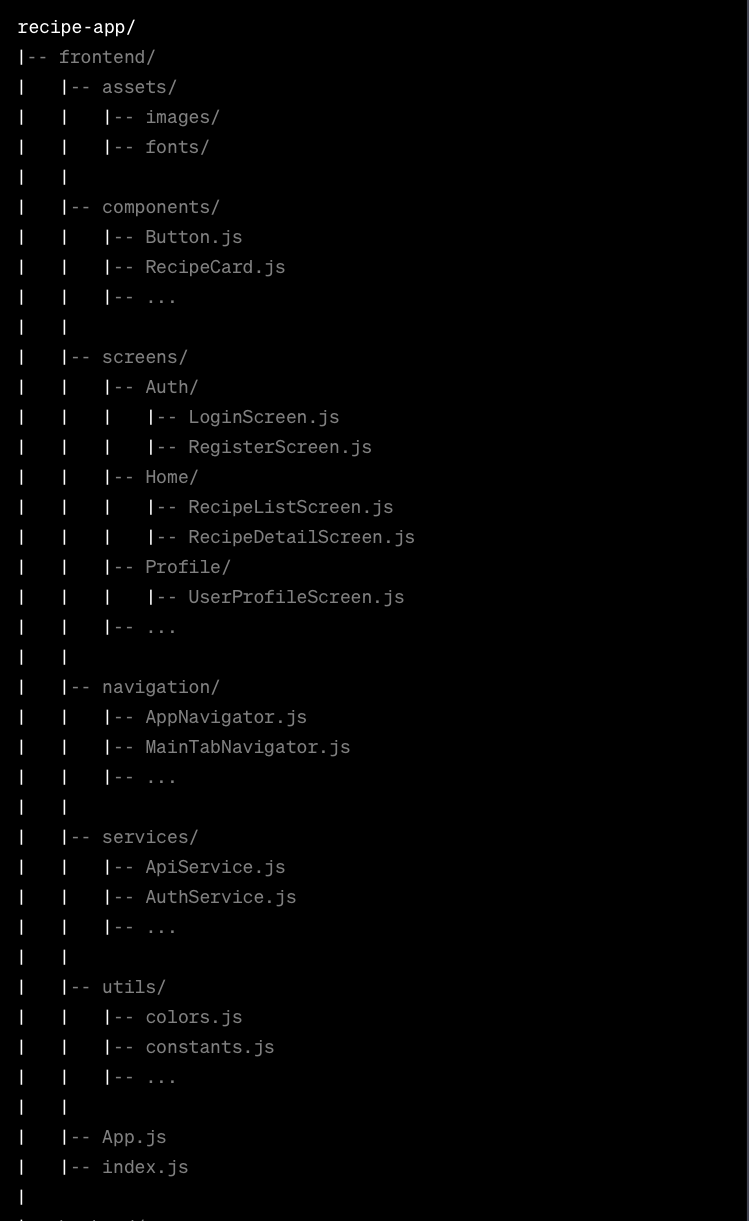 recipe-app/
|-- frontend/
|   |-- assets/
|   |   |-- images/
|   |   |-- fonts/
|   |
|   |-- components/
|   |   |-- Button.js
|   |   |-- RecipeCard.js
|   |   |-- ...
|   |
|   |-- screens/
|   |   |-- Auth/
|   |   |   |-- LoginScreen.js
|   |   |   |-- RegisterScreen.js
|   |   |-- Home/
|   |   |   |-- RecipeListScreen.js
|   |   |   |-- RecipeDetailScreen.js
|   |   |-- Profile/
|   |   |   |-- UserProfileScreen.js
|   |   |-- ...
|   |
|   |-- navigation/
|   |   |-- AppNavigator.js
|   |   |-- MainTabNavigator.js
|   |   |-- ...
|   |
|   |-- services/
|   |   |-- ApiService.js
|   |   |-- AuthService.js
|   |   |-- ...
|   |
|   |-- utils/
|   |   |-- colors.js
|   |   |-- constants.js
|   |   |-- ...
|   |
|   |-- App.js
|   |-- index.js
|